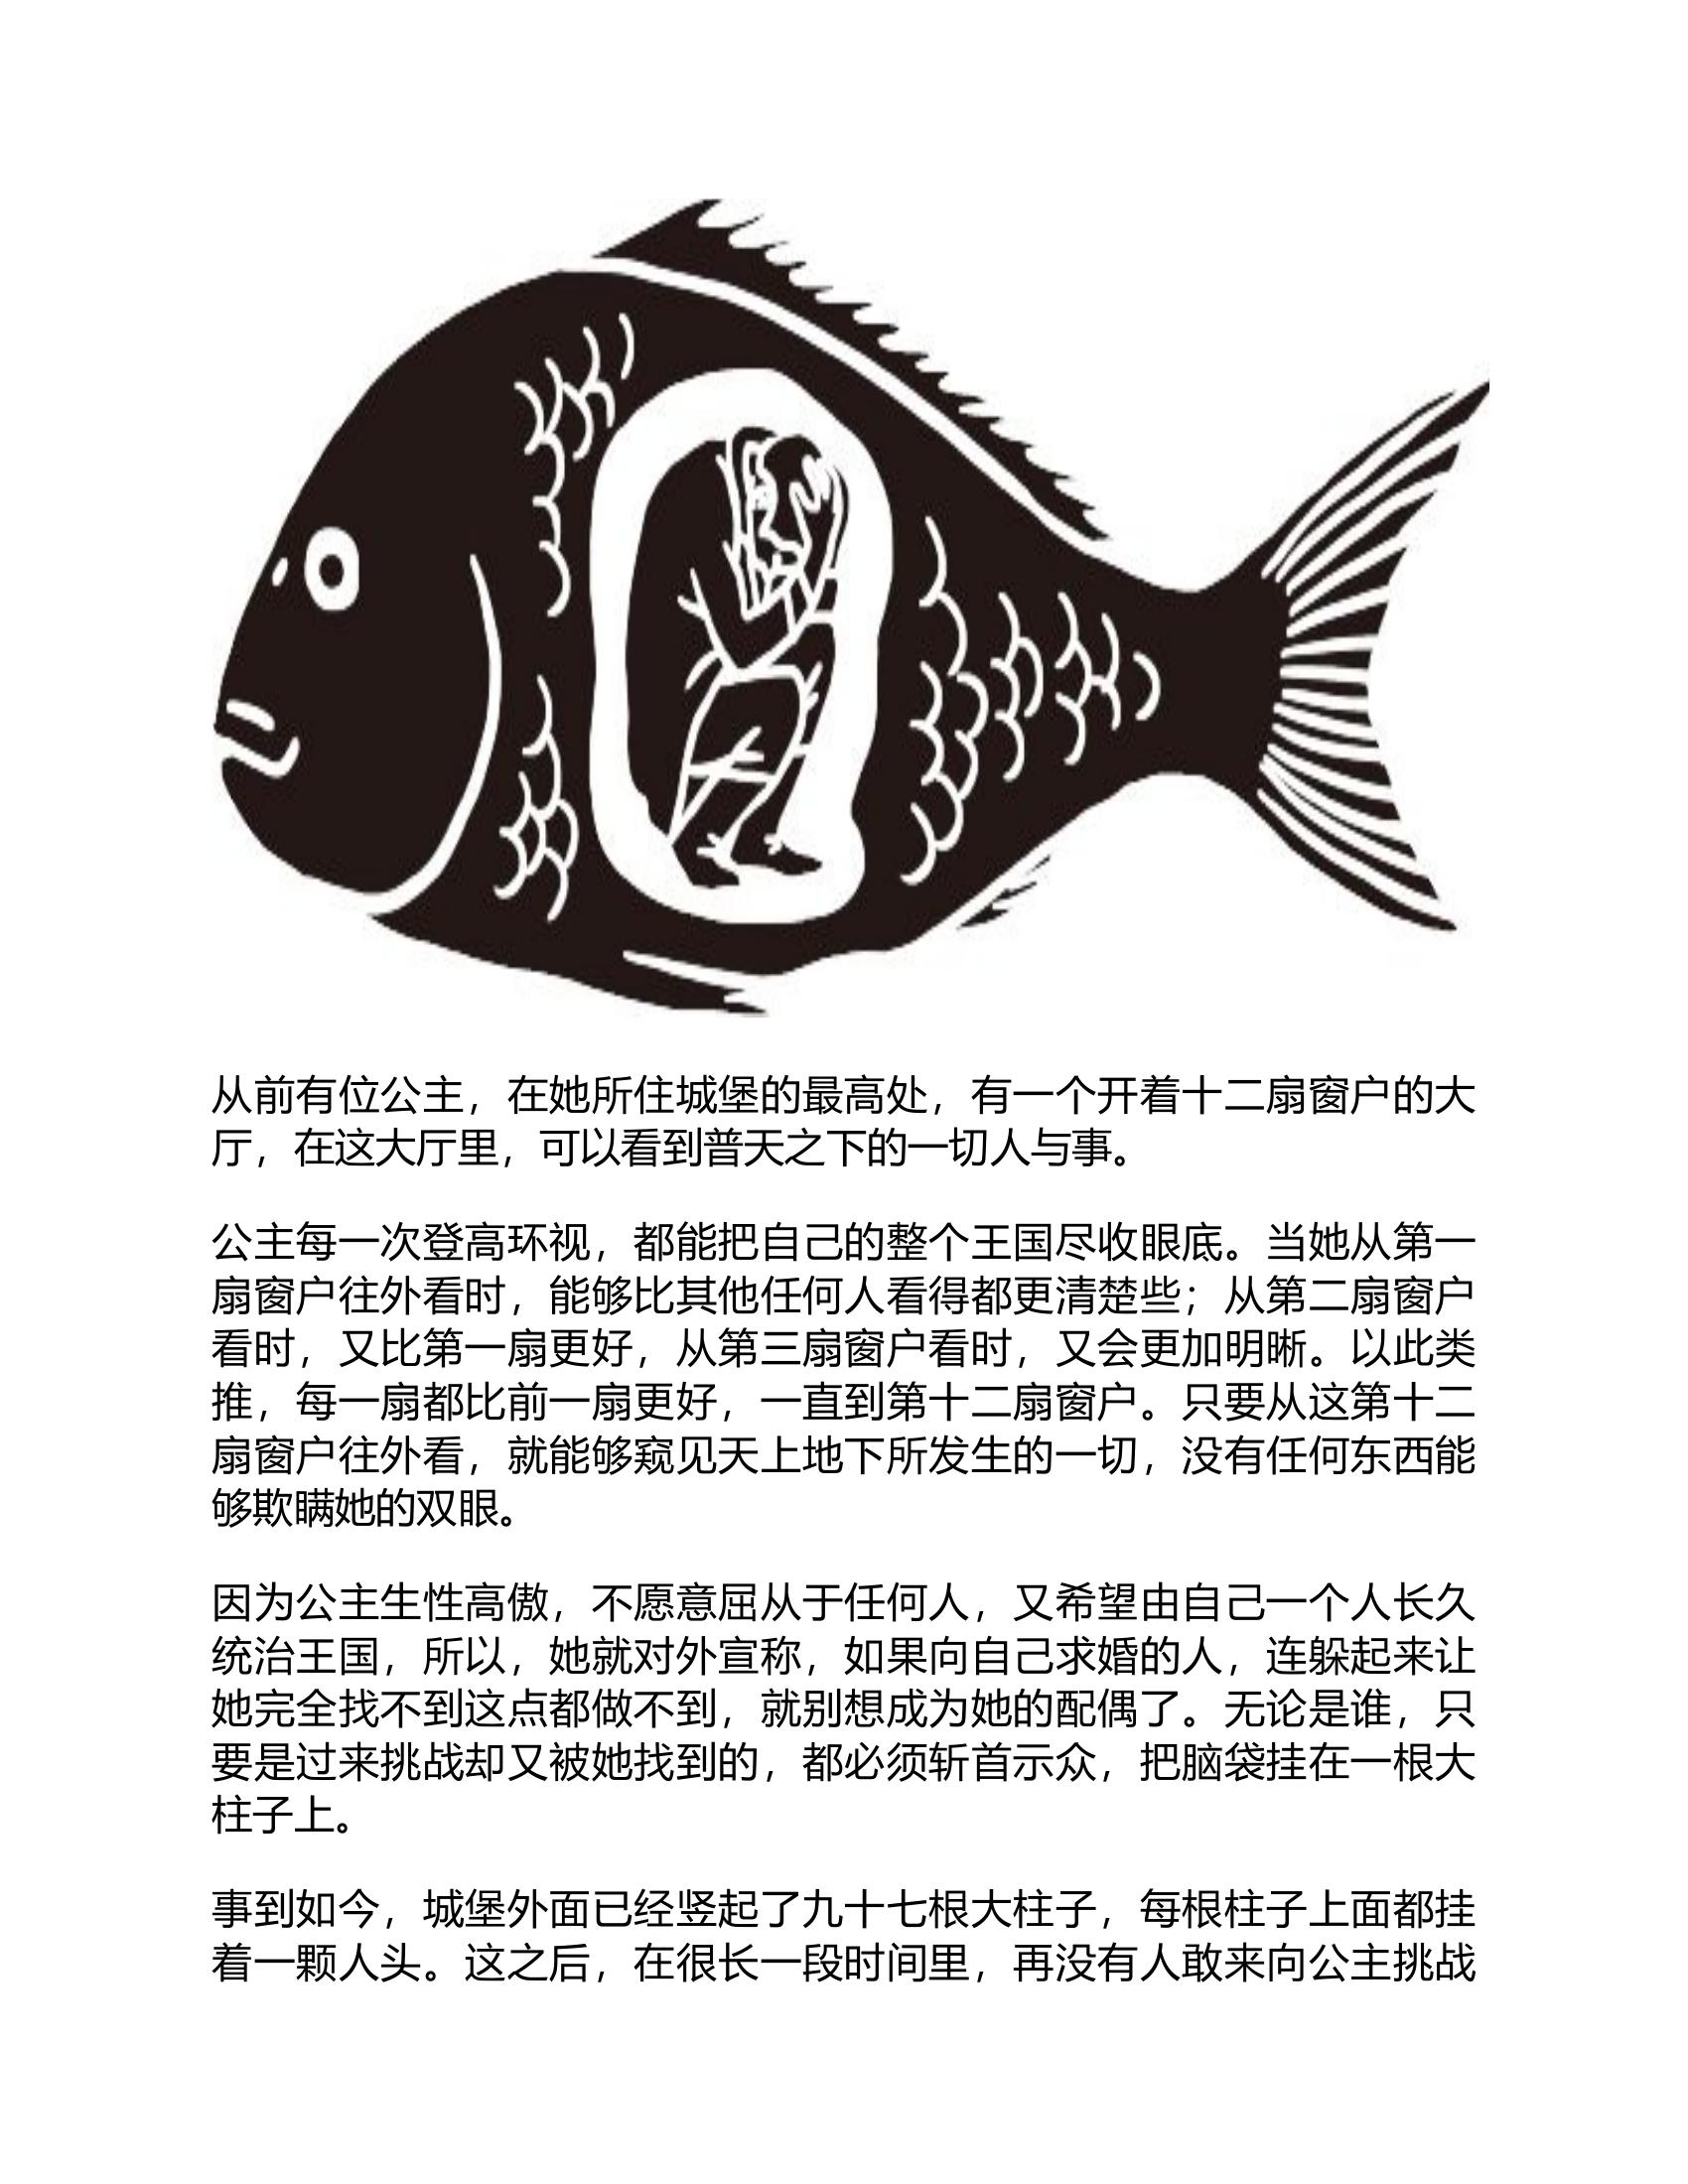 从前有位公主，在她所住城堡的最高处，有一个开着十二扇窗户的大
厅，在这大厅里，可以看到普天之下的一切人与事。
公主每一次登高环视，都能把自己的整个王国尽收眼底。当她从第一
扇窗户往外看时，能够比其他任何人看得都更清楚些；从第二扇窗户
看时，又比第一扇更好，从第三扇窗户看时，又会更加明晰。以此类
推，每一扇都比前一扇更好，一直到第十二扇窗户。只要从这第十二
扇窗户往外看，就能够窥见天上地下所发生的一切，没有任何东西能
够欺瞒她的双眼。
因为公主生性高傲，不愿意屈从于任何人，又希望由自己一个人长久
统治王国，所以，她就对外宣称，如果向自己求婚的人，连躲起来让
她完全找不到这点都做不到，就别想成为她的配偶了。无论是谁，只
要是过来挑战却又被她找到的，都必须斩首示众，把脑袋挂在一根大
柱子上。
事到如今，城堡外面已经竖起了九十七根大柱子，每根柱子上面都挂
着一颗人头。这之后，在很长一段时间里，再没有人敢来向公主挑战